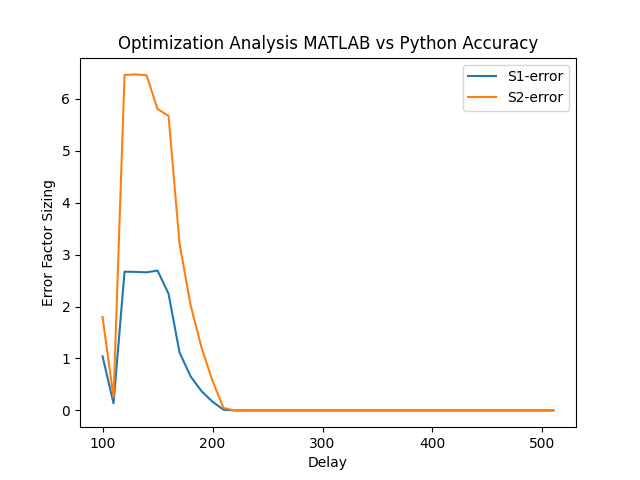 Optimization Analysis MATLAB vs Python Accuracy
S1-error
S2-error
Error Factor Sizing
6
5
4
3
2
1
0
100 200 300 400 500
Delay